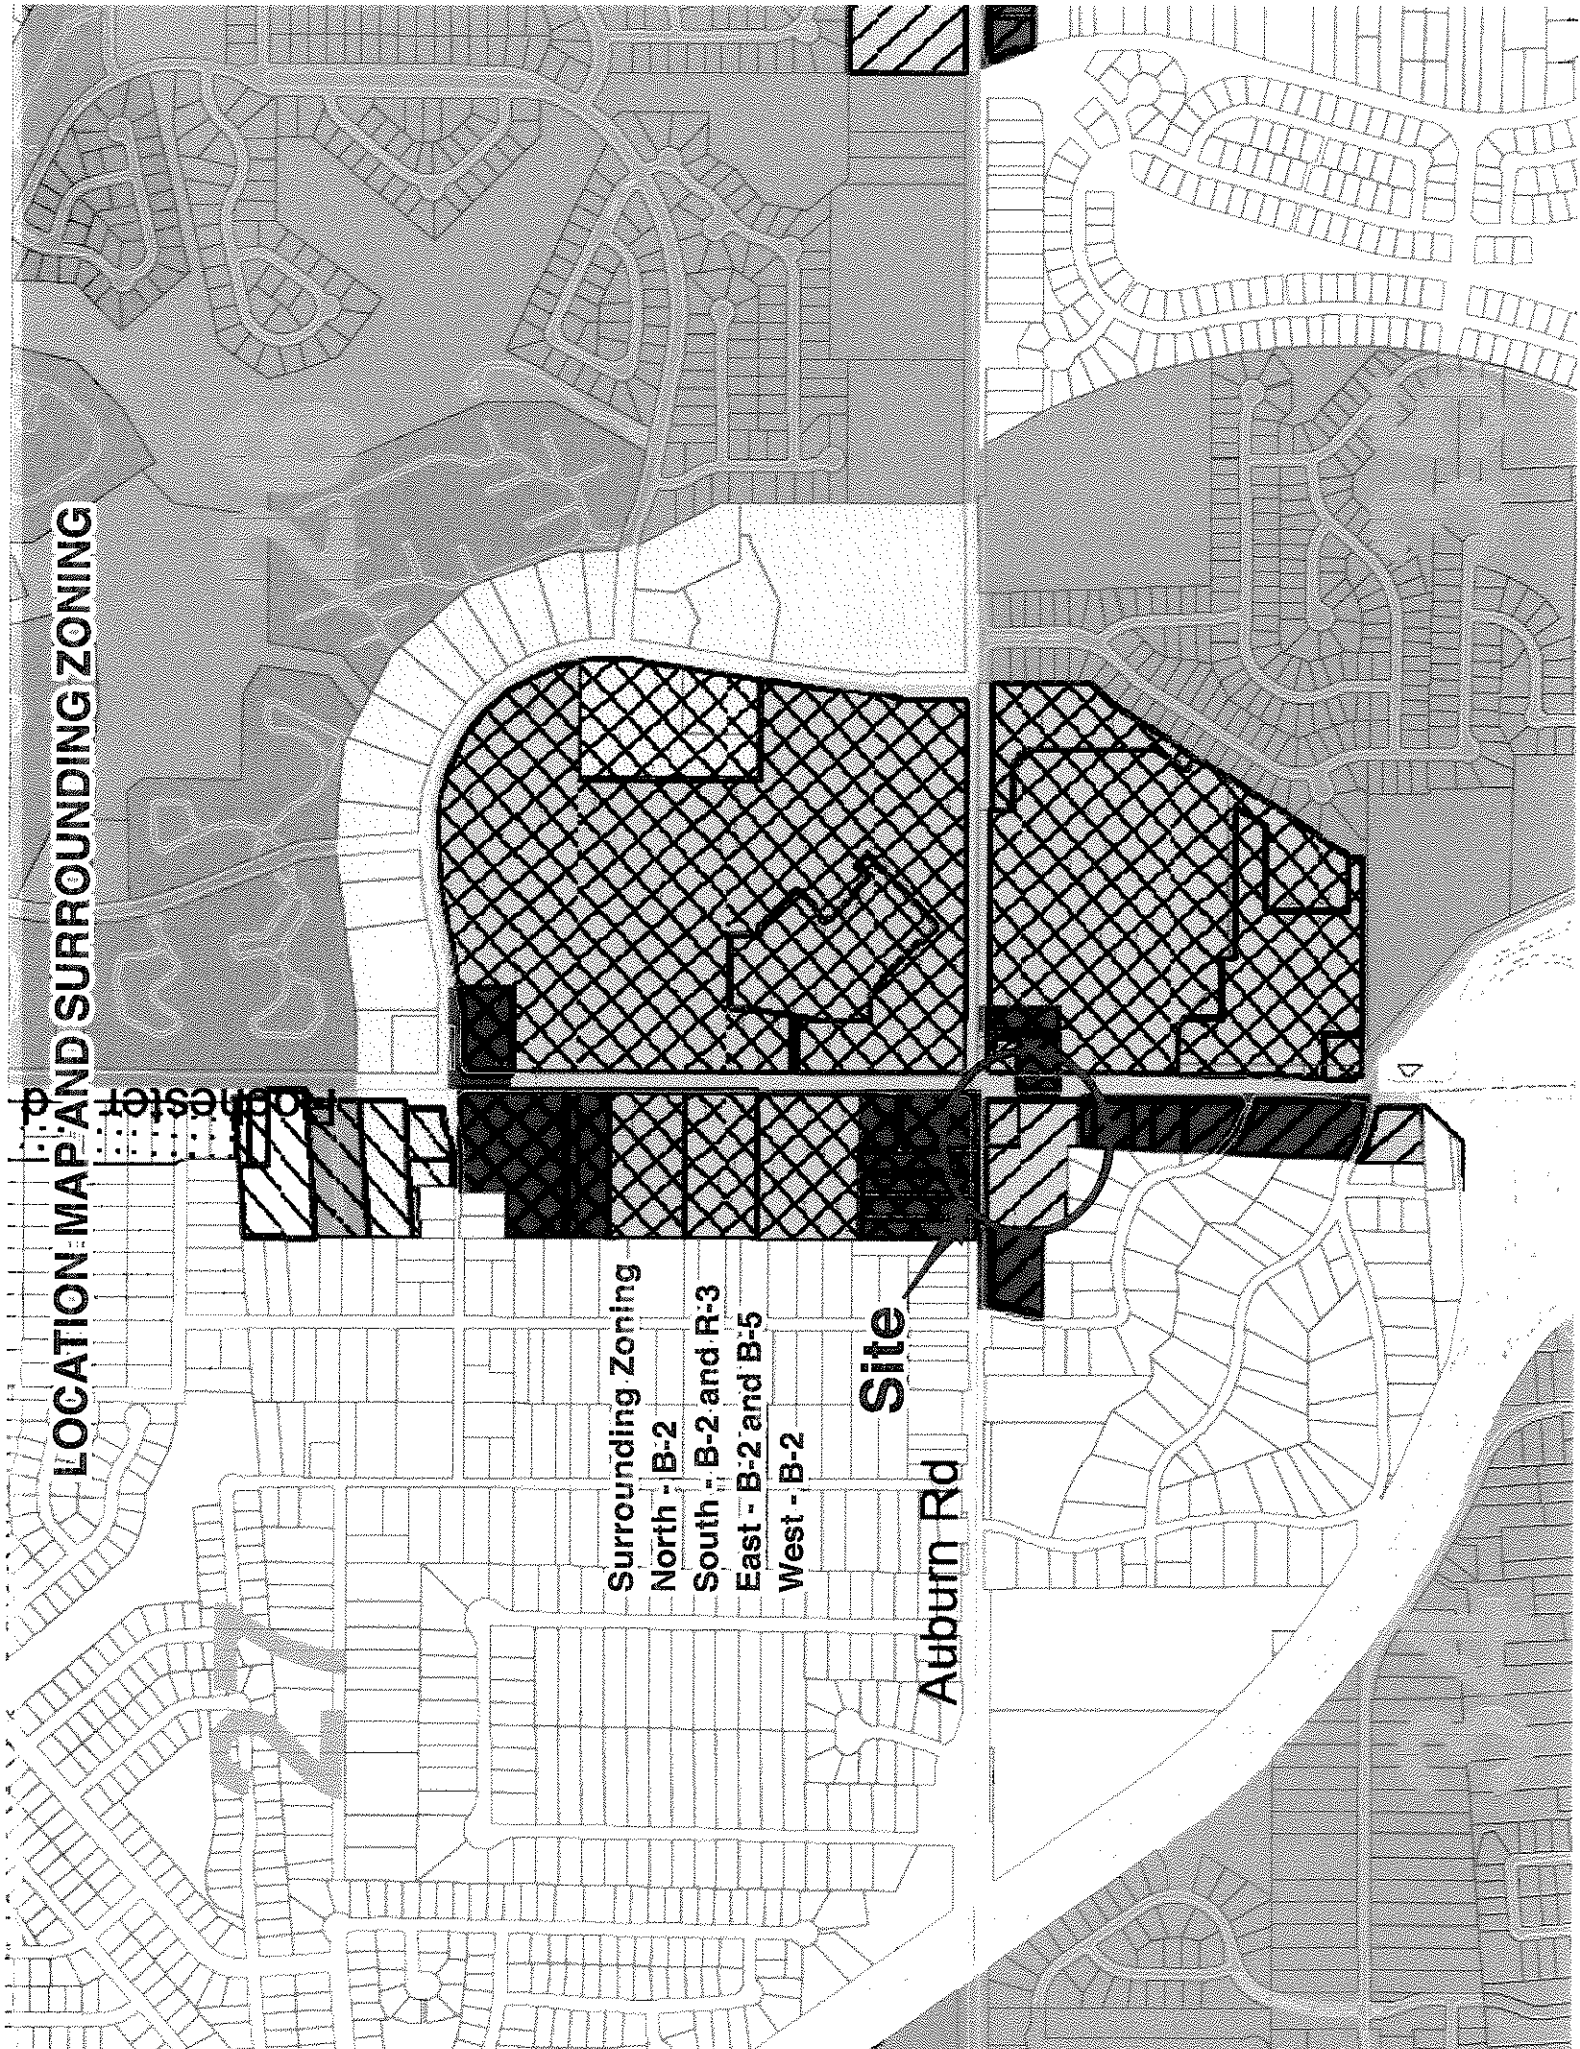 LOCATION MAP AND SURROUNDING ZONING
Surrounding Zoning
North - B-2
South - B-2 and R-3
East - B-2 and B-5
West - B-2
Site
Auburn Rd